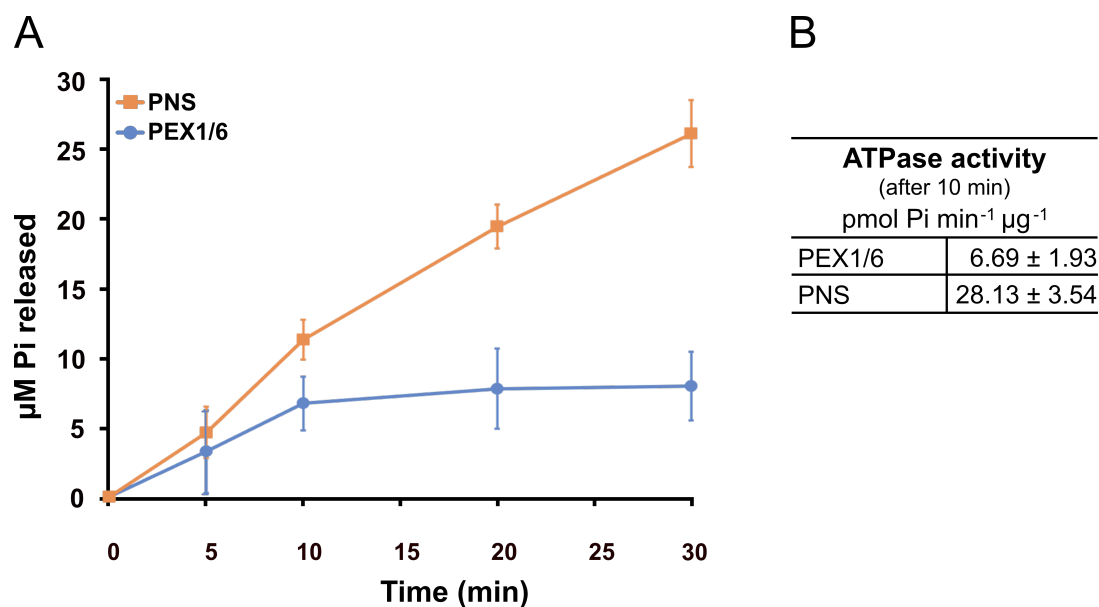 A
30
25
20
15
10
5
0
µM Pi released
PNS
PEX1/6
0 5 10 15 20 25 30
Time (min)
B
ATPase activity
(after 10 min)
pmol Pi min⁻¹ µg⁻¹
PEX1/6 6.69 ± 1.93
PNS 28.13 ± 3.54